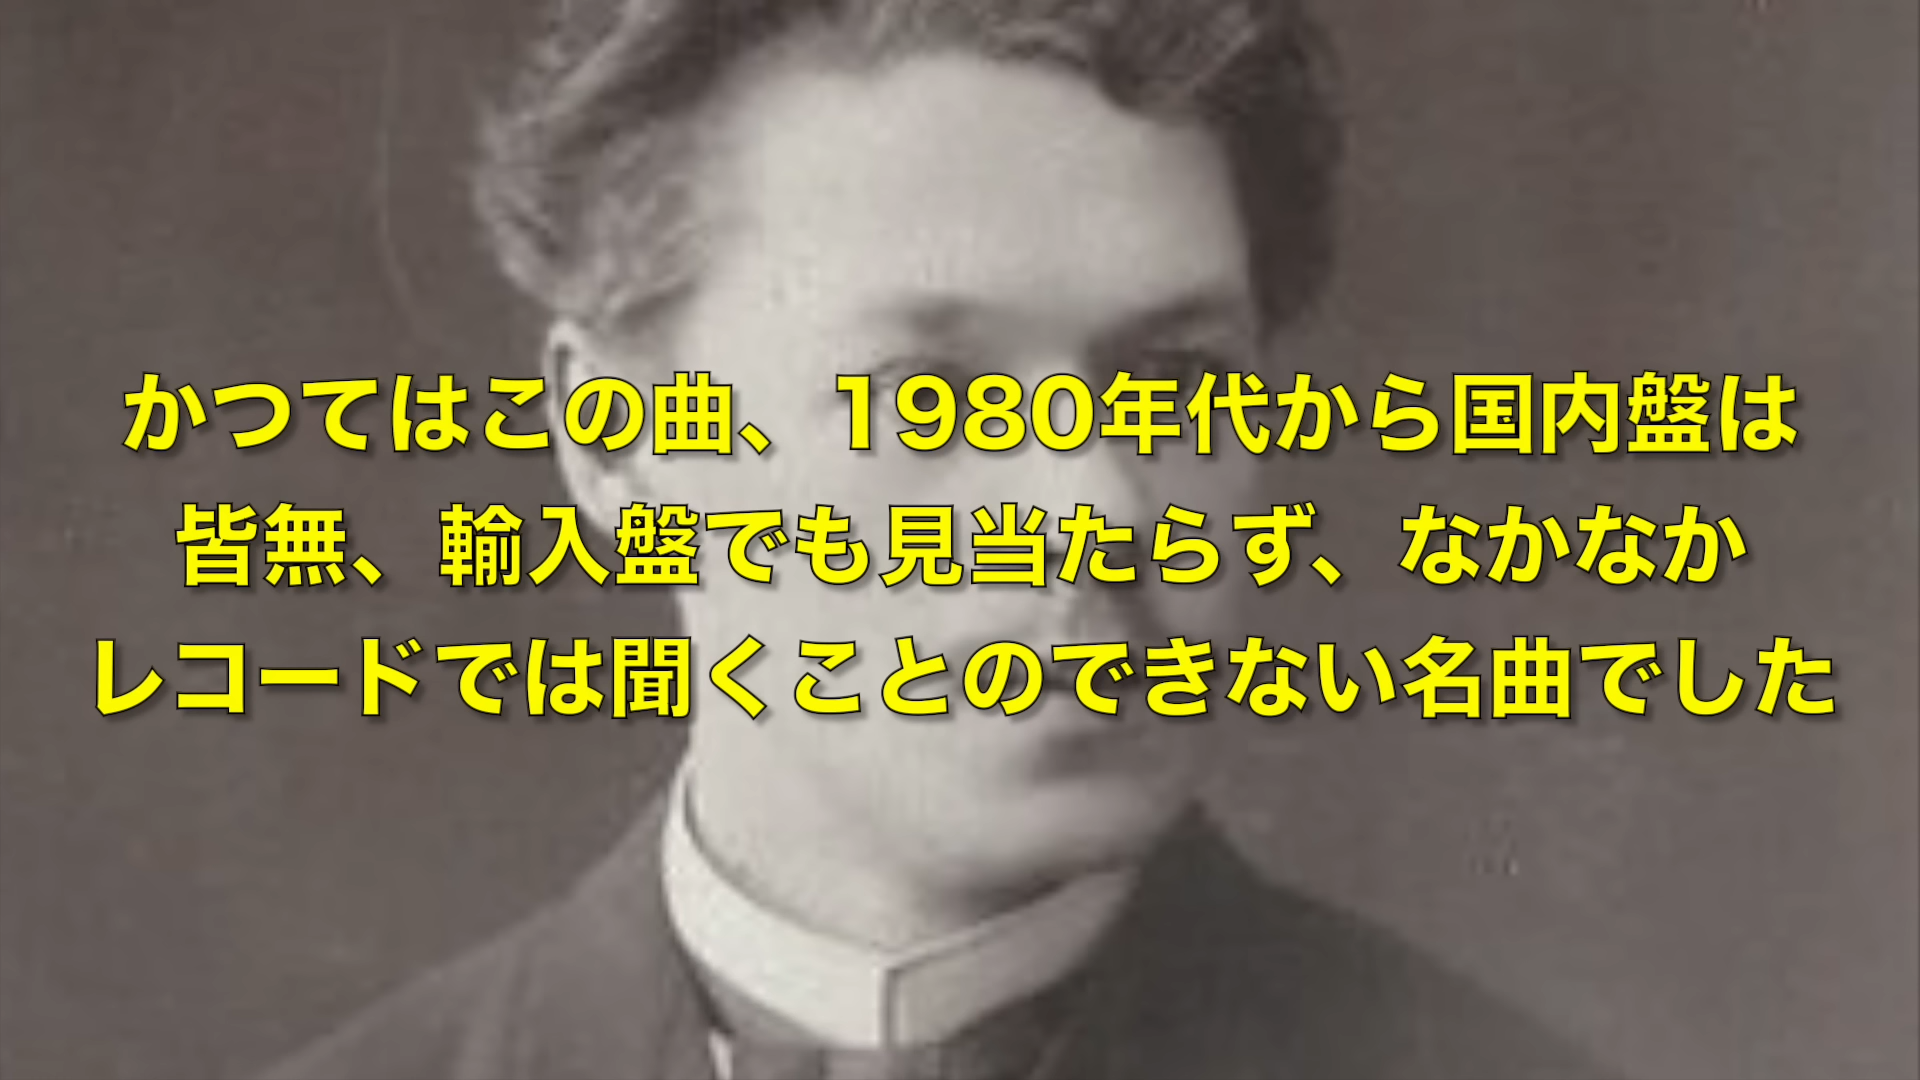 かつてはこの曲、1980年代から国内盤は
皆無、輸入盤でも見当たらず、なかなか
レコードでは聞くことのできない名曲でした